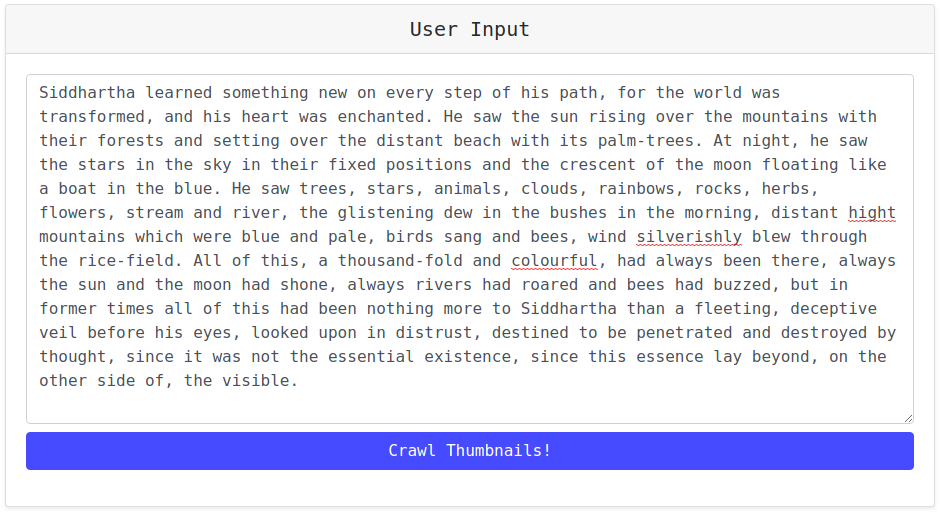 User Input
Siddhartha learned something new on every step of his path, for the world was
transformed, and his heart was enchanted. He saw the sun rising over the mountains with
their forests and setting over the distant beach with its palm-trees. At night, he saw
the stars in the sky in their fixed positions and the crescent of the moon floating like
a boat in the blue. He saw trees, stars, animals, clouds, rainbows, rocks, herbs,
flowers, stream and river, the glistening dew in the bushes in the morning, distant hight
mountains which were blue and pale, birds sang and bees, wind silverishly blew through
the rice-field. All of this, a thousand-fold and colourful, had always been there, always
the sun and the moon had shone, always rivers had roared and bees had buzzed, but in
former times all of this had been nothing more to Siddhartha than a fleeting, deceptive
veil before his eyes, looked upon in distrust, destined to be penetrated and destroyed by
thought, since it was not the essential existence, since this essence lay beyond, on the
other side of, the visible.
Crawl Thumbnails!